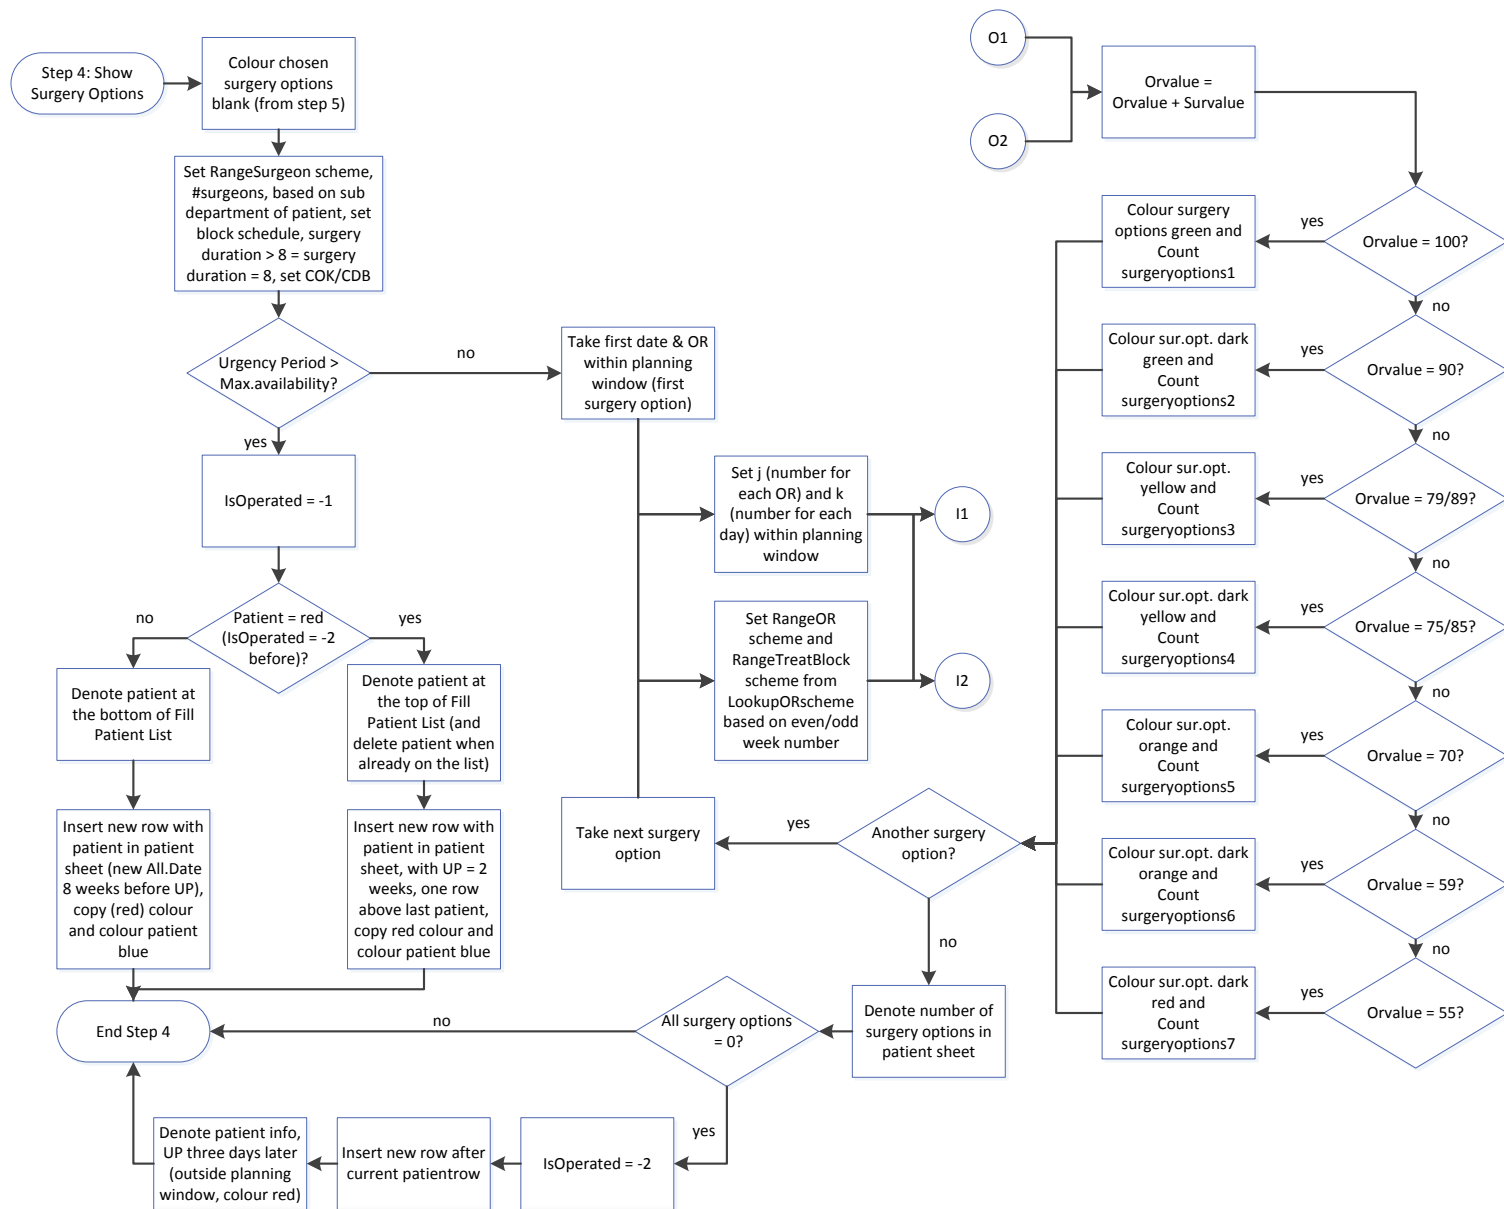 Step 4: Show
Surgery Options
Colour chosen
surgery options
blank (from step 5)
Set RangeSurgeon scheme,
#surgeons, based on sub
department of patient, set
block schedule, surgery
duration > 8 = surgery
duration = 8, set COK/CDB
Urgency Period >
Max.availability?
no
yes
IsOperated = -1
Patient = red
(IsOperated = -2
before)?
no
yes
Denote patient at
the bottom of Fill
Patient List
Denote patient at
the top of Fill
Patient List (and
delete patient when
already on the list)
Insert new row with
patient in patient
sheet (new All.Date
8 weeks before UP),
copy (red) colour
and colour patient
blue
Insert new row with
patient in patient
sheet, with UP = 2
weeks, one row
above last patient,
copy red colour and
colour patient blue
End Step 4
Take first date & OR
within planning
window (first
surgery option)
Set j (number for
each OR) and k
(number for each
day) within planning
window
I1
Set RangeOR
scheme and
RangeTreatBlock
scheme from
LookupORscheme
based on even/odd
week number
I2
Take next surgery
option
yes
Another surgery
option?
no
Denote number of
surgery options in
patient sheet
All surgery options
= 0?
no
yes
IsOperated = -2
Insert new row after
current patientrow
Denote patient info,
UP three days later
(outside planning
window, colour red)
O1
O2
Orvalue =
Orvalue + Survalue
Orvalue = 100?
yes
Colour surgery
options green and
Count
surgeryoptions1
no
Orvalue = 90?
yes
Colour sur.opt. dark
green and
Count
surgeryoptions2
no
Orvalue = 79/89?
yes
Colour sur.opt.
yellow and
Count
surgeryoptions3
no
Orvalue = 75/85?
yes
Colour sur.opt. dark
yellow and
Count
surgeryoptions4
no
Orvalue = 70?
yes
Colour sur.opt.
orange and
Count
surgeryoptions5
no
Orvalue = 59?
yes
Colour sur.opt. dark
orange and
Count
surgeryoptions6
no
Orvalue = 55?
yes
Colour sur.opt. dark
red and
Count
surgeryoptions7